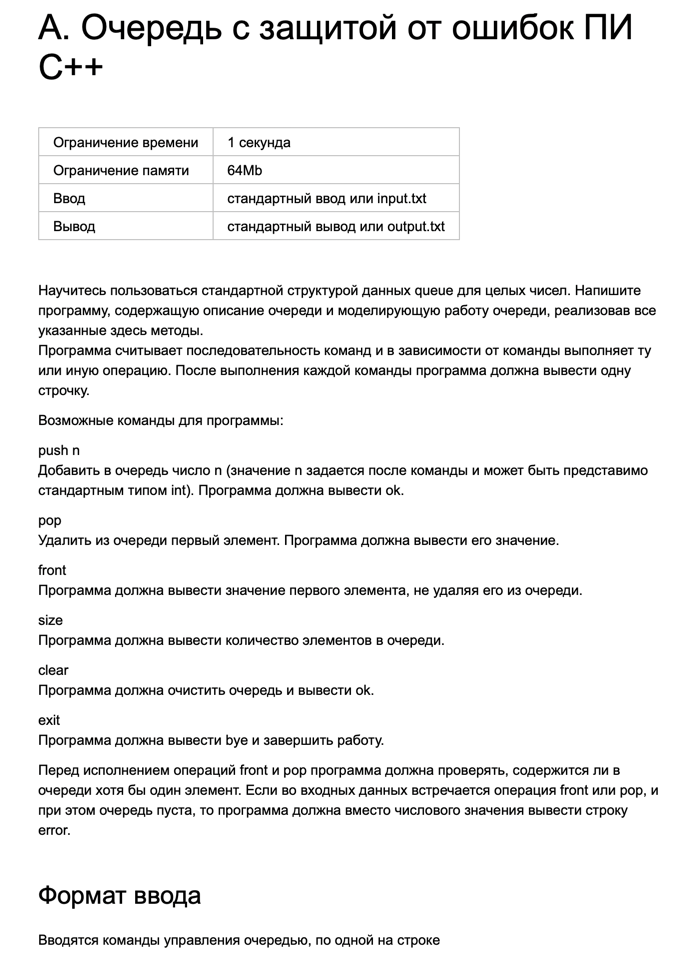 А. Очередь с защитой от ошибок ПИ
C++
Ограничение времени 1 секунда
Ограничение памяти 64Mb
Ввод стандартный ввод или input.txt
Вывод стандартный вывод или output.txt
Научитесь пользоваться стандартной структурой данных queue для целых чисел. Напишите
программу, содержащую описание очереди и моделирующую работу очереди, реализовав все
указанные здесь методы.
Программа считывает последовательность команд и в зависимости от команды выполняет ту
или иную операцию. После выполнения каждой команды программа должна вывести одну
строчку.
Возможные команды для программы:
push n
Добавить в очередь число n (значение n задается после команды и может быть представимо
стандартным типом int). Программа должна вывести ok.
pop
Удалить из очереди первый элемент. Программа должна вывести его значение.
front
Программа должна вывести значение первого элемента, не удаляя его из очереди.
size
Программа должна вывести количество элементов в очереди.
clear
Программа должна очистить очередь и вывести ok.
exit
Программа должна вывести bye и завершить работу.
Перед исполнением операций front и pop программа должна проверять, содержится ли в
очереди хотя бы один элемент. Если во входных данных встречается операция front или pop, и
при этом очередь пуста, то программа должна вместо числового значения вывести строку
error.
Формат ввода
Вводятся команды управления очередью, по одной на строке